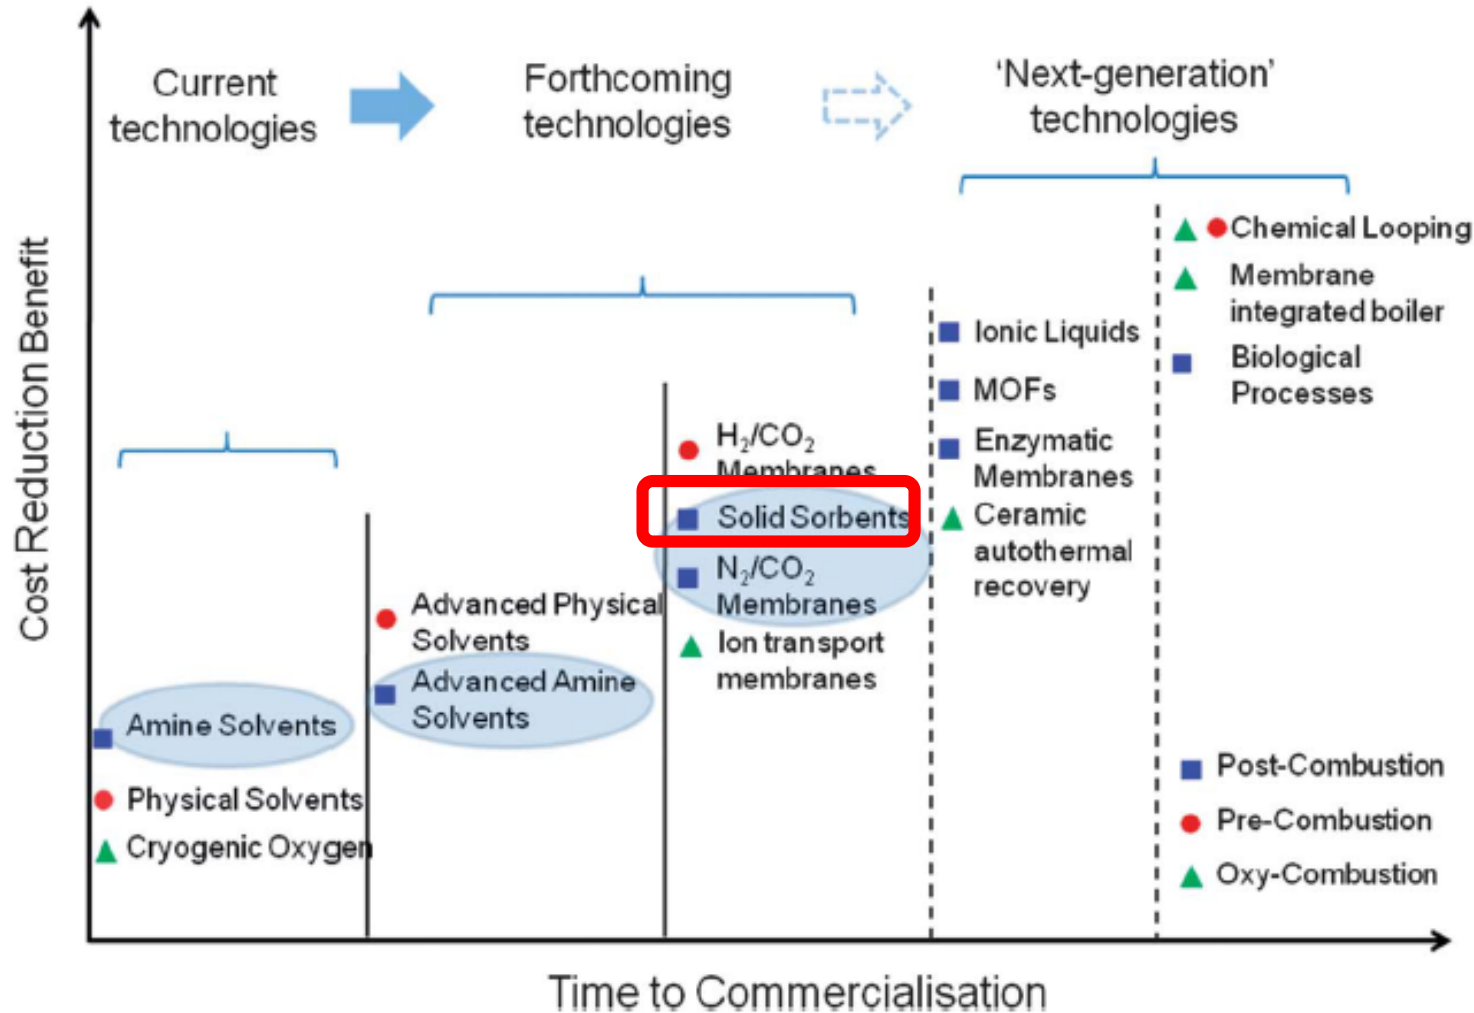 Current
technologies
Forthcoming
technologies
‘Next-generation’
technologies
Cost Reduction Benefit
Amine Solvents
Physical Solvents
Cryogenic Oxygen
Advanced Physical
Solvents
Advanced Amine
Solvents
H₂/CO₂
Membranes
Solid Sorbents
N₂/CO₂
Membranes
Ion transport
membranes
Ionic Liquids
MOFs
Enzymatic
Membranes
Ceramic
autothermal
recovery
Chemical Looping
Membrane
integrated boiler
Biological
Processes
Post-Combustion
Pre-Combustion
Oxy-Combustion
Time to Commercialisation